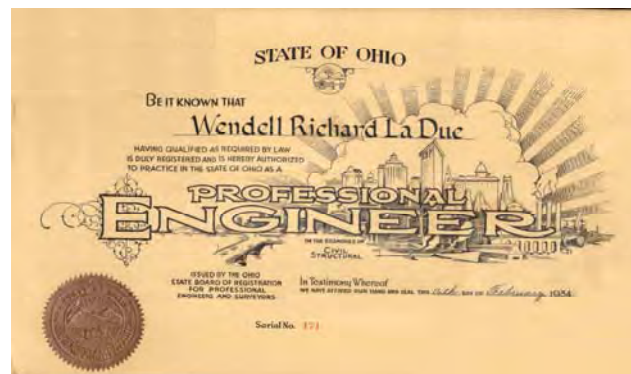 STATE OF OHIO
BE IT KNOWN THAT
Wendell Richard La Duc
HAVING QUALIFIED AS REQUIRED BY LAW
IS DULY REGISTERED AND IS HEREBY AUTHORIZED
TO PRACTICE IN THE STATE OF OHIO AS A
PROFESSIONAL
ENGINEER
IN THE BRANCHES OF
CIVIL
STRUCTURAL
ISSUED BY THE OHIO
STATE BOARD OF REGISTRATION
FOR PROFESSIONAL
ENGINEERS AND SURVEYORS
In Testimony Whereof
WE HAVE AFFIXED OUR HAND AND SEAL THIS DAY OF February 1934
Serial No. 171